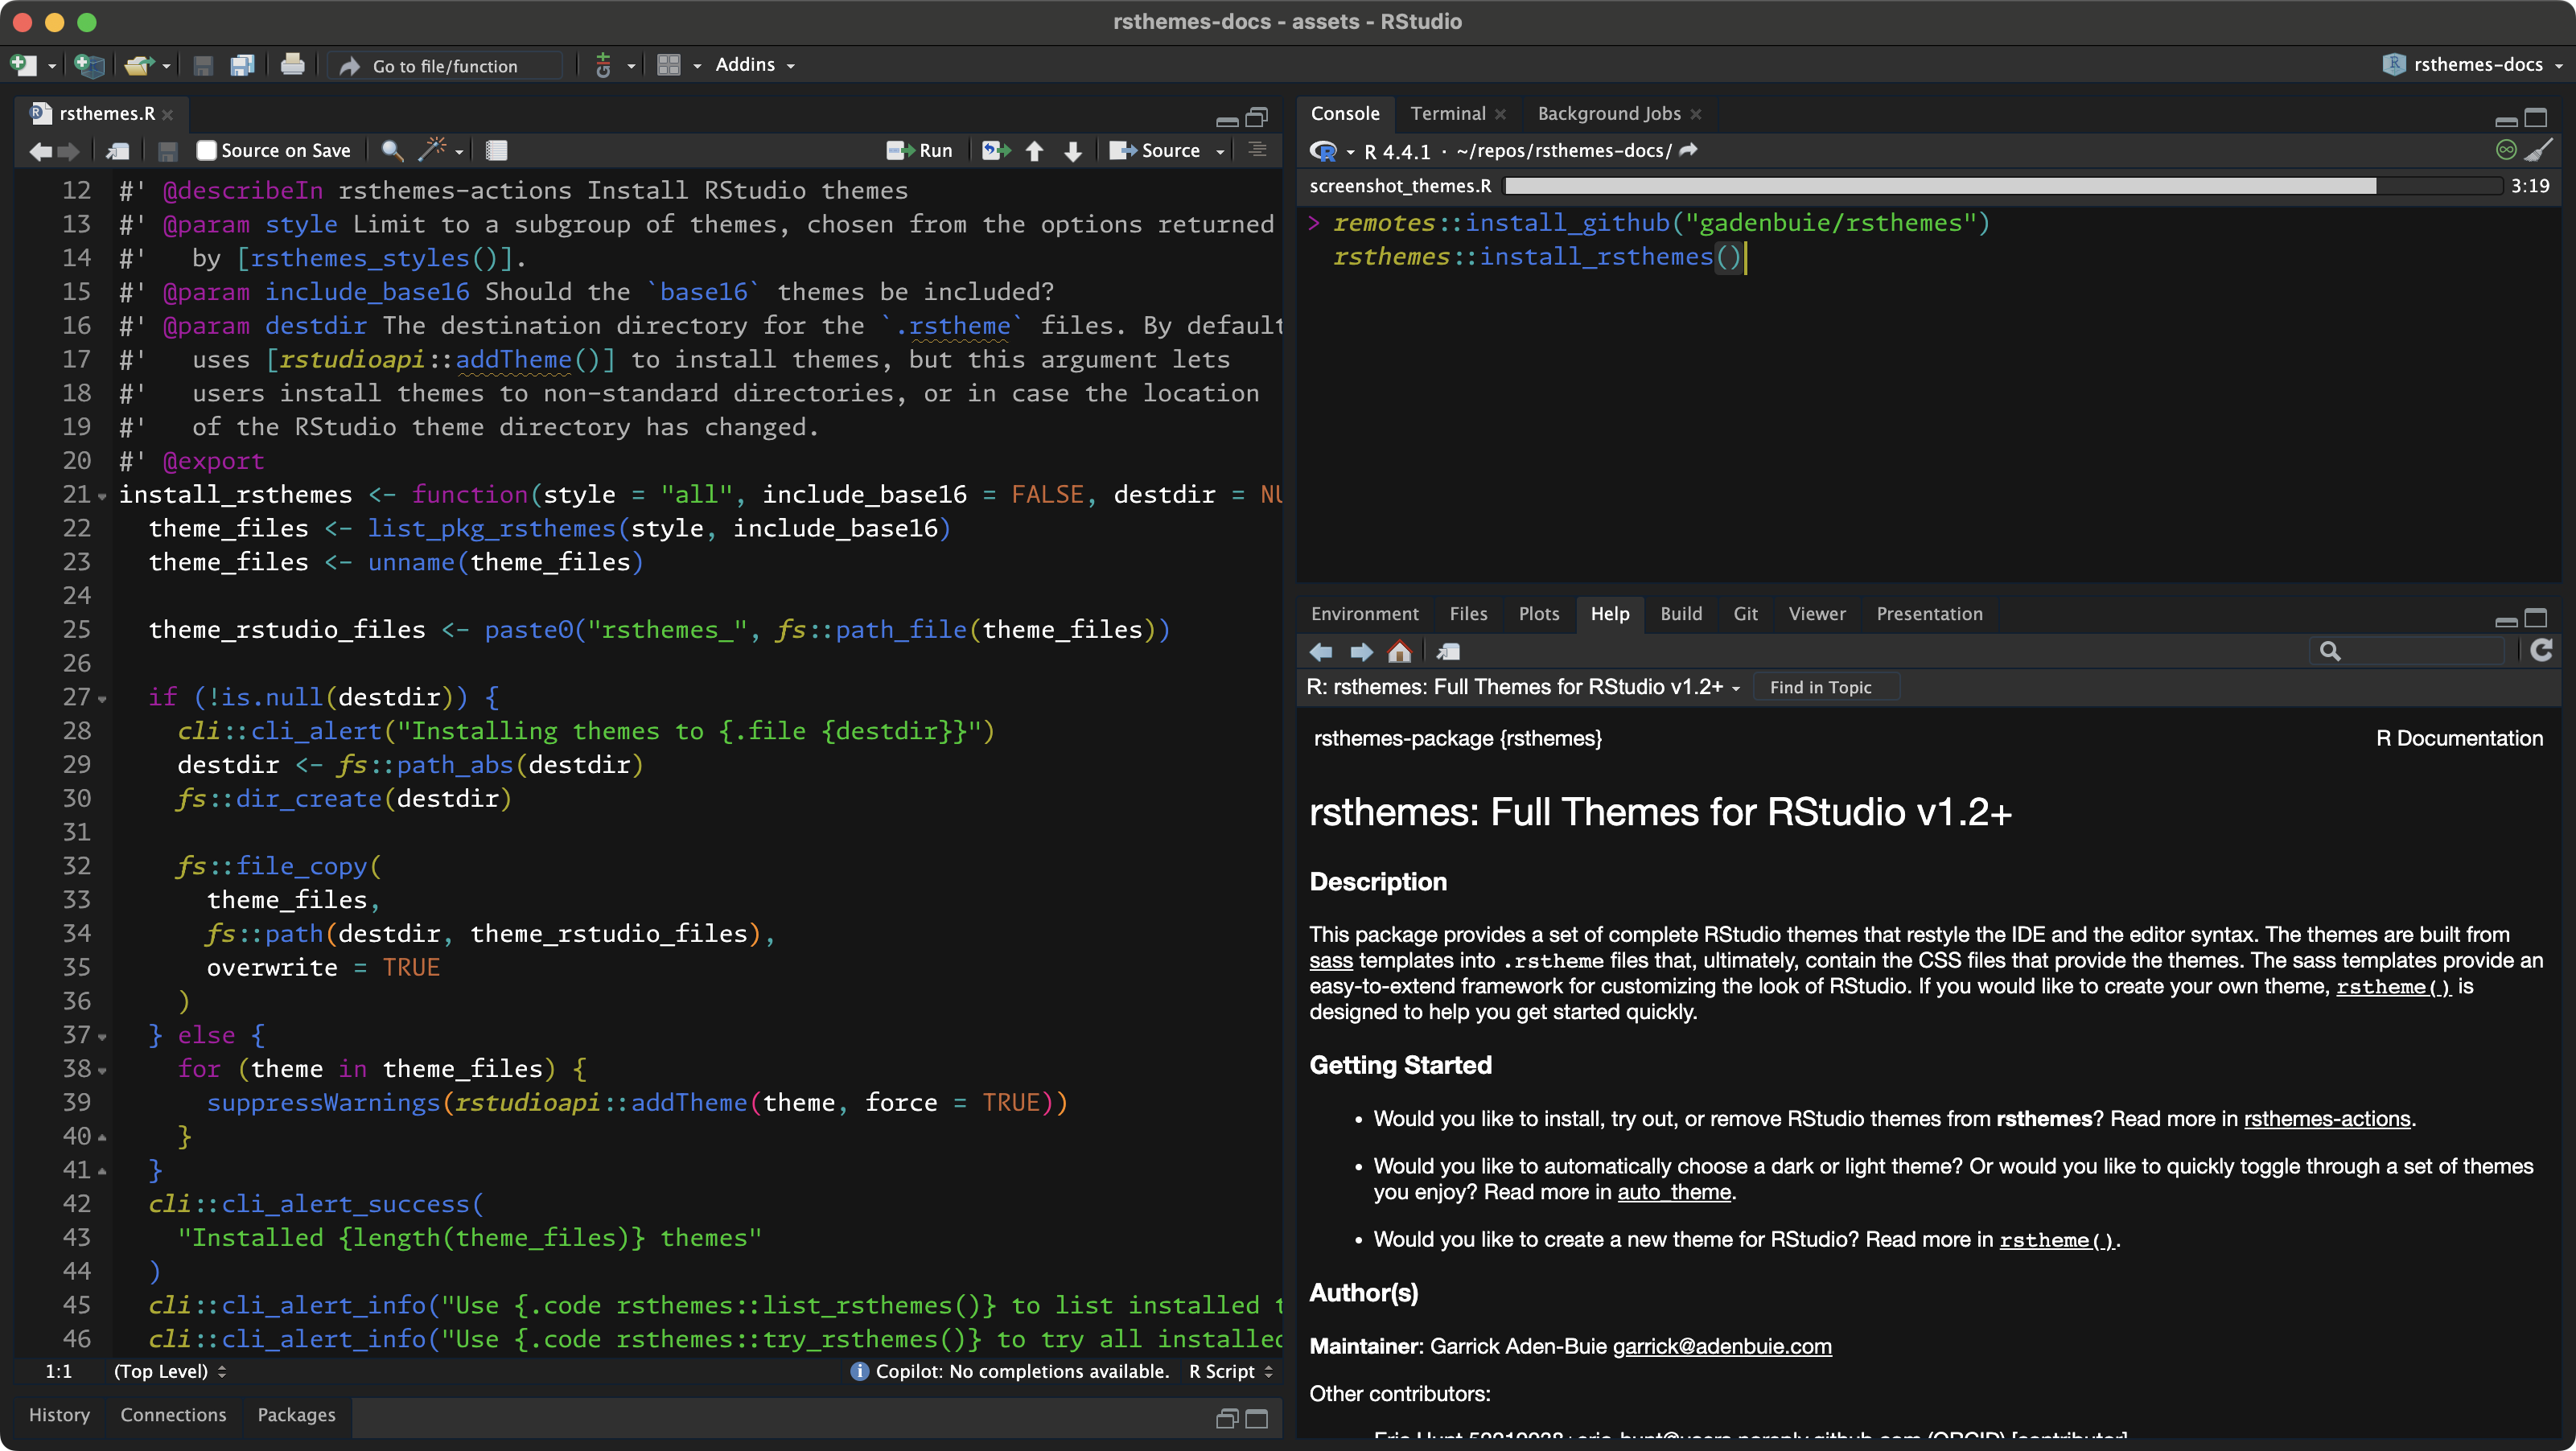 rsthemes-docs - assets - RStudio
Go to file/function
Addins
rsthemes-docs
rsthemes.R
Source on Save
Run
Source
12 #' @describeIn rsthemes-actions Install RStudio themes
13 #' @param style Limit to a subgroup of themes, chosen from the options returned
14 #'   by [rsthemes_styles()].
15 #' @param include_base16 Should the `base16` themes be included?
16 #' @param destdir The destination directory for the `.rstheme` files. By default
17 #'   uses [rstudioapi::addTheme()] to install themes, but this argument lets
18 #'   users install themes to non-standard directories, or in case the location
19 #'   of the RStudio theme directory has changed.
20 #' @export
21 install_rsthemes <- function(style = "all", include_base16 = FALSE, destdir = NU
22   theme_files <- list_pkg_rsthemes(style, include_base16)
23   theme_files <- unname(theme_files)
24
25   theme_rstudio_files <- paste0("rsthemes_", fs::path_file(theme_files))
26
27   if (!is.null(destdir)) {
28     cli::cli_alert("Installing themes to {.file {destdir}}")
29     destdir <- fs::path_abs(destdir)
30     fs::dir_create(destdir)
31
32     fs::file_copy(
33       theme_files,
34       fs::path(destdir, theme_rstudio_files),
35       overwrite = TRUE
36     )
37   } else {
38     for (theme in theme_files) {
39       suppressWarnings(rstudioapi::addTheme(theme, force = TRUE))
40     }
41   }
42   cli::cli_alert_success(
43     "Installed {length(theme_files)} themes"
44   )
45   cli::cli_alert_info("Use {.code rsthemes::list_rsthemes()} to list installed t
46   cli::cli_alert_info("Use {.code rsthemes::try_rsthemes()} to try all installed
1:1
(Top Level)
Copilot: No completions available.
R Script
History
Connections
Packages
Console
Terminal
Background Jobs
R 4.4.1 · ~/repos/rsthemes-docs/
screenshot_themes.R
3:19
> remotes::install_github("gadenbuie/rsthemes")
rsthemes::install_rsthemes()
Environment
Files
Plots
Help
Build
Git
Viewer
Presentation
R: rsthemes: Full Themes for RStudio v1.2+
Find in Topic
rsthemes-package {rsthemes}
R Documentation
rsthemes: Full Themes for RStudio v1.2+
Description
This package provides a set of complete RStudio themes that restyle the IDE and the editor syntax. The themes are built from
sass templates into .rstheme files that, ultimately, contain the CSS files that provide the themes. The sass templates provide an
easy-to-extend framework for customizing the look of RStudio. If you would like to create your own theme, rstheme() is
designed to help you get started quickly.
Getting Started
• Would you like to install, try out, or remove RStudio themes from rsthemes? Read more in rsthemes-actions.
• Would you like to automatically choose a dark or light theme? Or would you like to quickly toggle through a set of themes
you enjoy? Read more in auto_theme.
• Would you like to create a new theme for RStudio? Read more in rstheme().
Author(s)
Maintainer: Garrick Aden-Buie garrick@adenbuie.com
Other contributors: